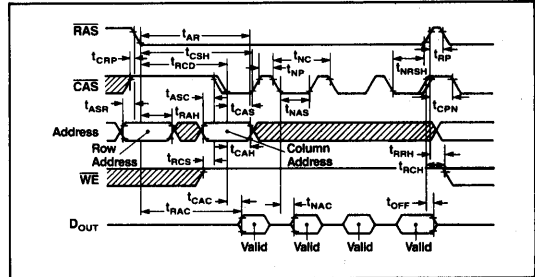 RAS
tAR
tCSH
tRP
tCRP
tRCD
tNC
tNP
tNRSH
CAS
tASC
tCAS
tNAS
tCPN
tASR
tRAH
Address
Row Address
tCAH
Column Address
tRCS
tRRH
tRCH
WE
tCAC
tRAC
tNAC
tOFF
DOUT
Valid Valid Valid Valid